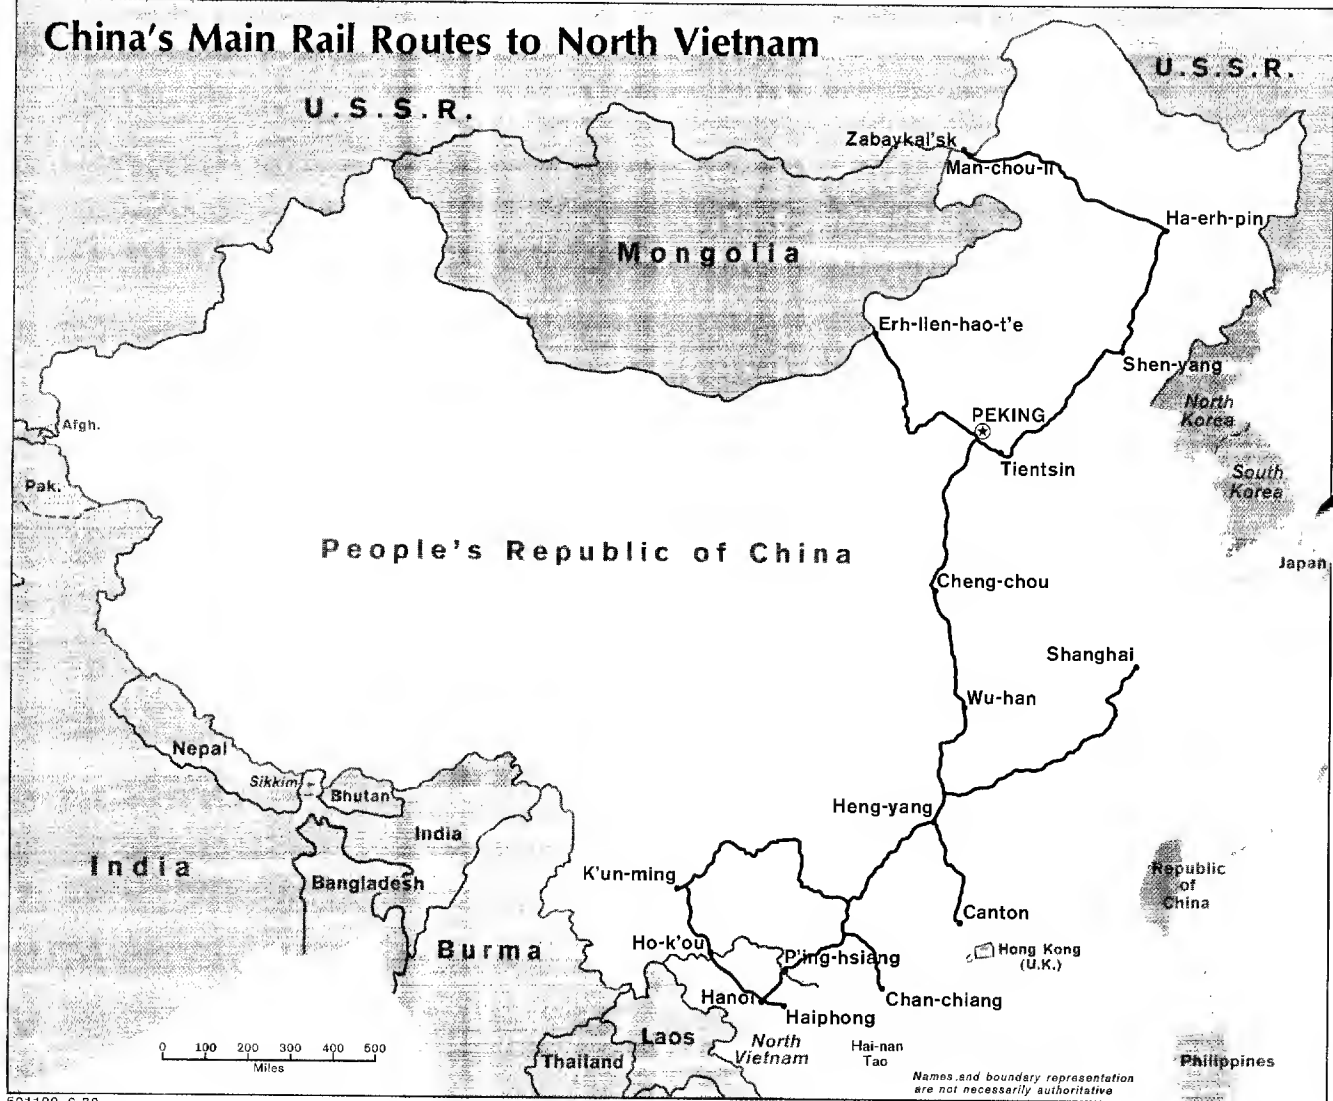 China's Main Rail Routes to North Vietnam
U.S.S.R.
U.S.S.R.
Zabaykal'sk
Man-chou-li
Ha-erh-pin
Mongolia
Erh-lien-hao-t'e
Shen-yang
North
Korea
PEKING
Afgh.
Tientsin
South
Korea
Pak.
People's Republic of China
Japan
Cheng-chou
Shanghai
Wu-han
Nepal
Sikkim
Bhutan
Heng-yang
India
India
Bangladesh
K'un-ming
Republic
of
China
Canton
Burma
Ho-k'ou
P'ing-hsiang
Hong Kong
(U.K.)
Hanoi
Chan-chiang
Haiphong
Laos
North
Vietnam
Hai-nan
Tao
Thailand
Philippines
0 100 200 300 400 500
Miles
Names and boundary representation
are not necessarily authoritative